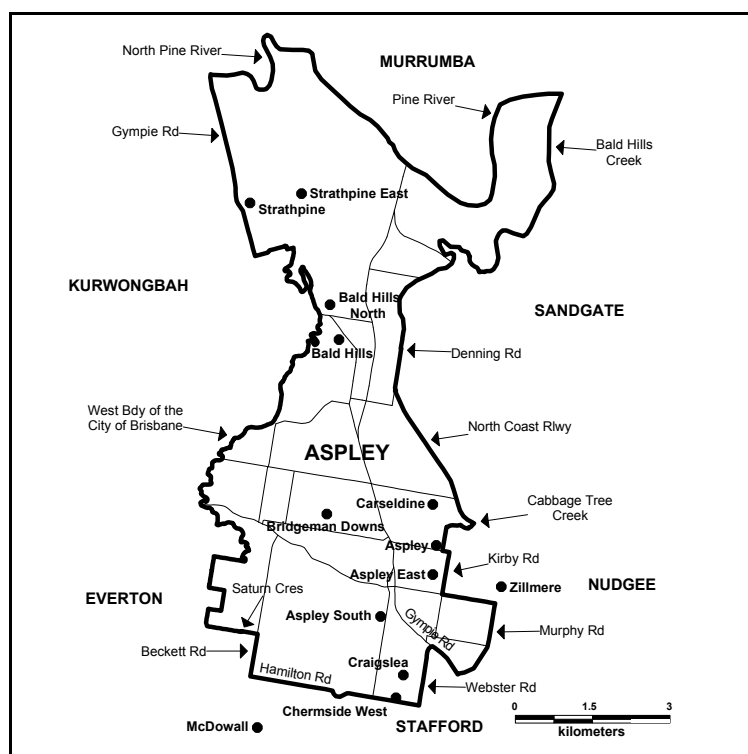 North Pine River
MURRUMBA
Pine River
Gympie Rd
Bald Hills
Creek
Strathpine East
Strathpine
KURWONGBAH
Bald Hills
North
SANDGATE
Bald Hills
Denning Rd
West Bdy of the
City of Brisbane
North Coast Rlwy
ASPLEY
Carseldine
Cabbage Tree
Creek
Bridgeman Downs
Aspley
Kirby Rd
Aspley East
Zillmere
NUDGEE
EVERTON
Saturn Cres
Aspley South
Gympie Rd
Murphy Rd
Beckett Rd
Craigslea
Hamilton Rd
Webster Rd
Chermside West
STAFFORD
McDowall
0 1.5 3
kilometers